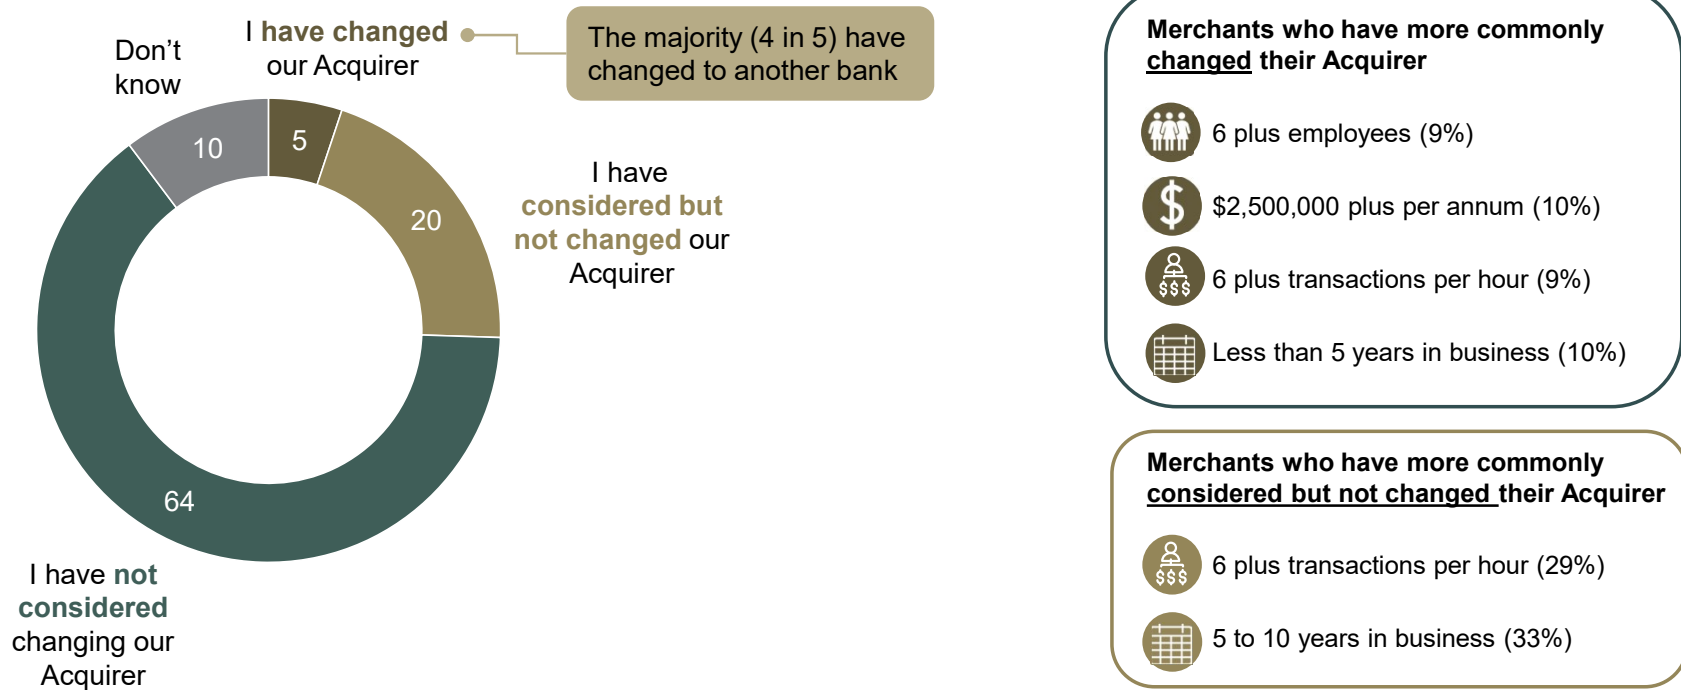 I have changed
our Acquirer
The majority (4 in 5) have
changed to another bank
Don’t
know
10
5
20
64
I have
considered but
not changed our
Acquirer
I have not
considered
changing our
Acquirer
Merchants who have more commonly
changed their Acquirer
6 plus employees (9%)
$
$2,500,000 plus per annum (10%)
$$$
6 plus transactions per hour (9%)
Less than 5 years in business (10%)
Merchants who have more commonly
considered but not changed their Acquirer
$$$
6 plus transactions per hour (29%)
5 to 10 years in business (33%)